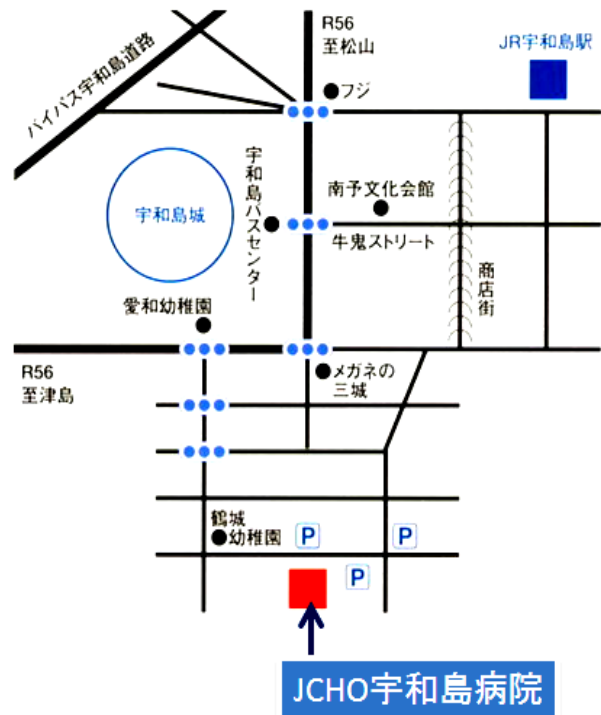 R56
至松山
JR宇和島駅
バイパス宇和島道路
フジ
宇和島バスセンター
南予文化会館
宇和島城
牛鬼ストリート
商店街
愛和幼稚園
R56
至津島
メガネの
三城
鶴城
幼稚園
P
P
P
JCHO宇和島病院